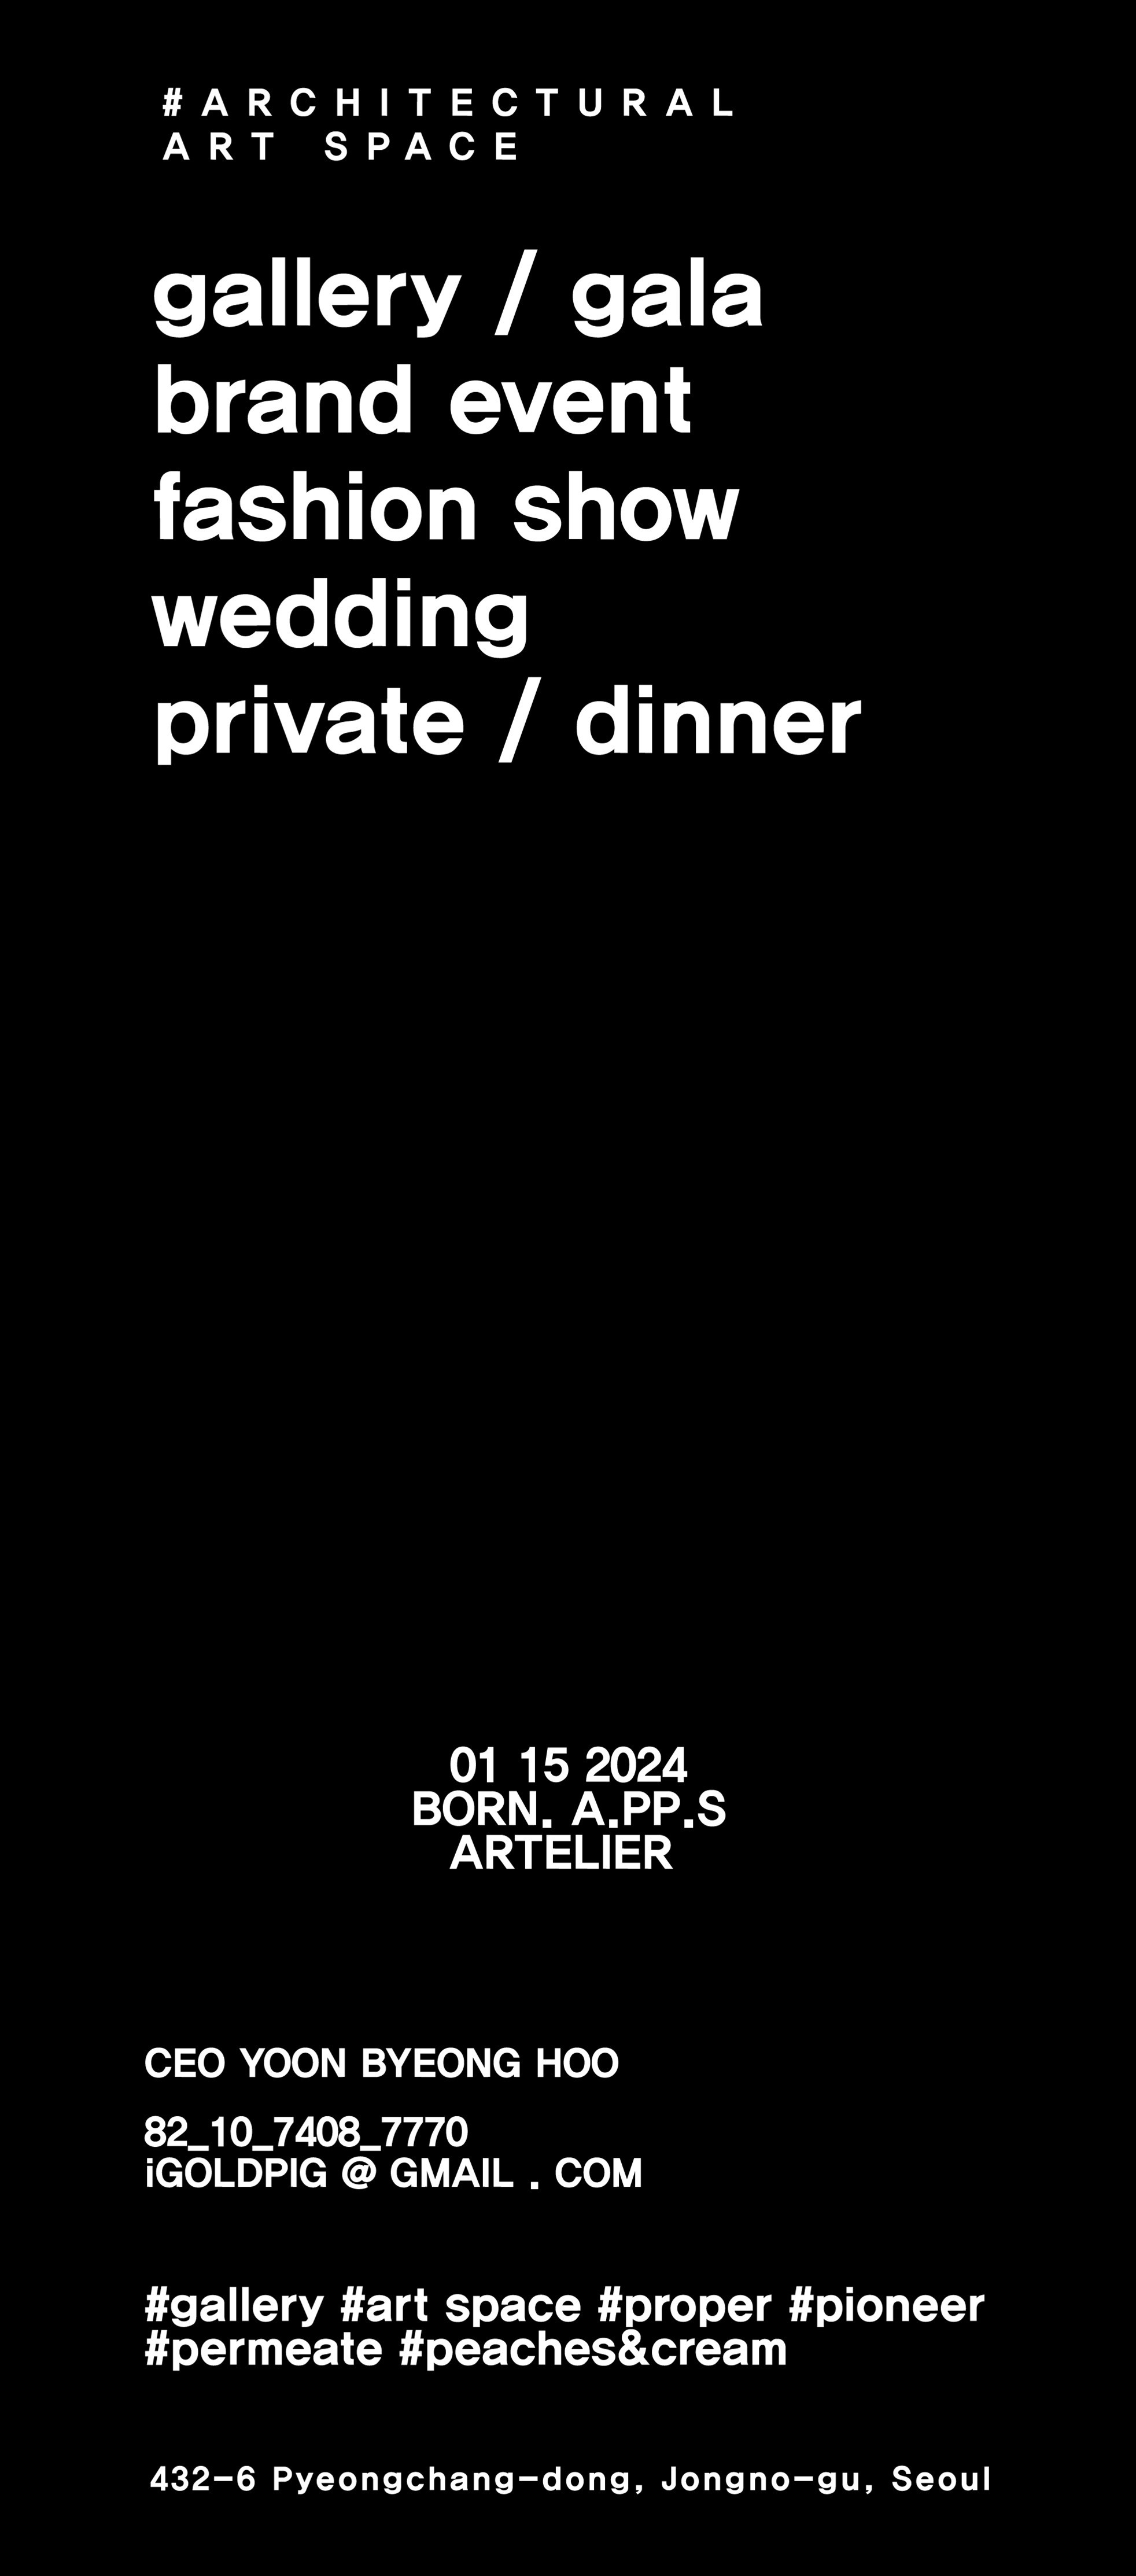 #ARCHITECTURAL
ART SPACE
gallery / gala
brand event
fashion show
wedding
private / dinner
01 15 2024
BORN. A.PP.S
ARTELIER
CEO YOON BYEONG HOO
82_10_7408_7770
iGOLDPIG @ GMAIL . COM
#gallery #art space #proper #pioneer
#permeate #peaches&cream
432-6 Pyeongchang-dong, Jongno-gu, Seoul